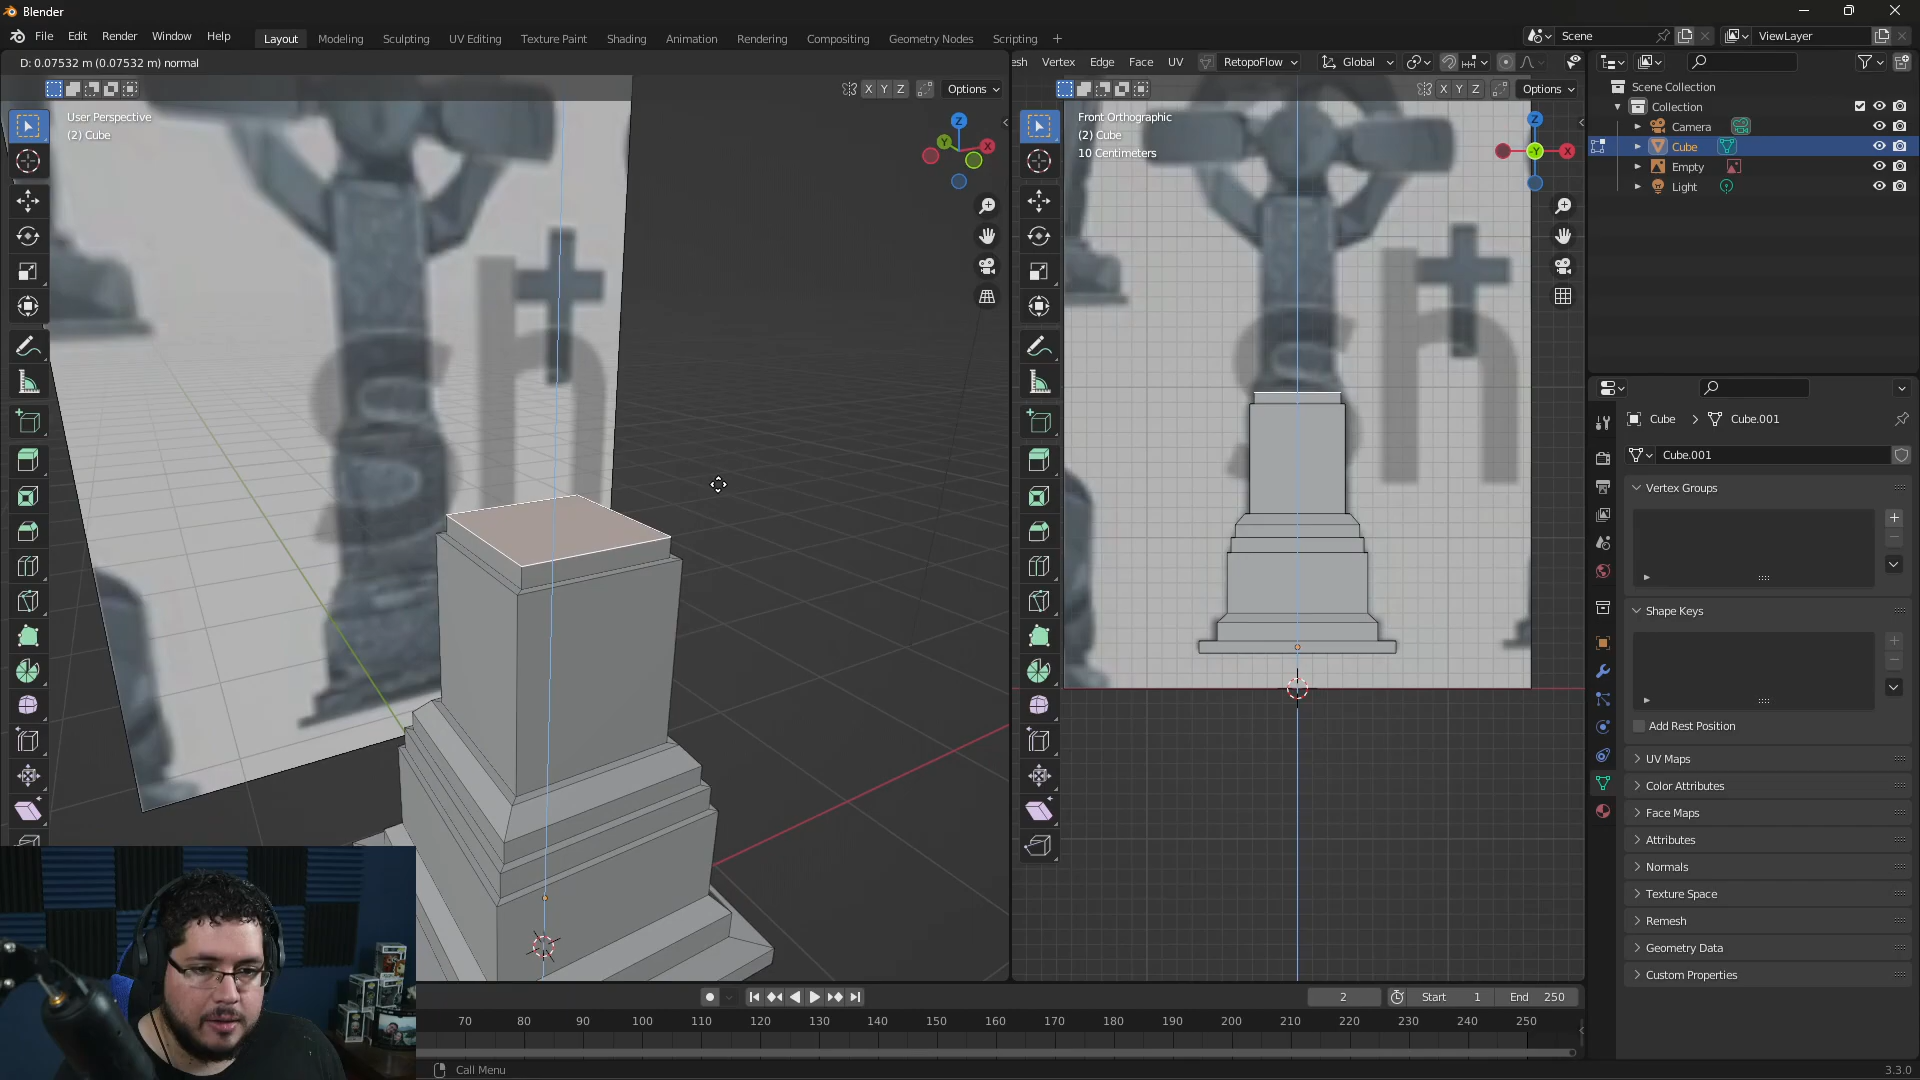 Blender
File Edit Render Window Help
Layout Modeling Sculpting UV Editing Texture Paint Shading Animation Rendering Compositing Geometry Nodes Scripting +
Scene
ViewLayer
D: 0.07532 m (0.07532 m) normal
esh Vertex Edge Face UV RetopoFlow Global
X Y Z Options
X Y Z Options
User Perspective
(2) Cube
Front Orthographic
(2) Cube
10 Centimeters
Z
Y
X
Z
-Y
X
Scene Collection
Collection
Camera
Cube
Empty
Light
Cube > Cube.001
Cube.001
Vertex Groups
Shape Keys
Add Rest Position
UV Maps
Color Attributes
Face Maps
Attributes
Normals
Texture Space
Remesh
Geometry Data
Custom Properties
sh
sh
2 Start 1 End 250
70 80 90 100 110 120 130 140 150 160 170 180 190 200 210 220 230 240 250
Call Menu
3.3.0